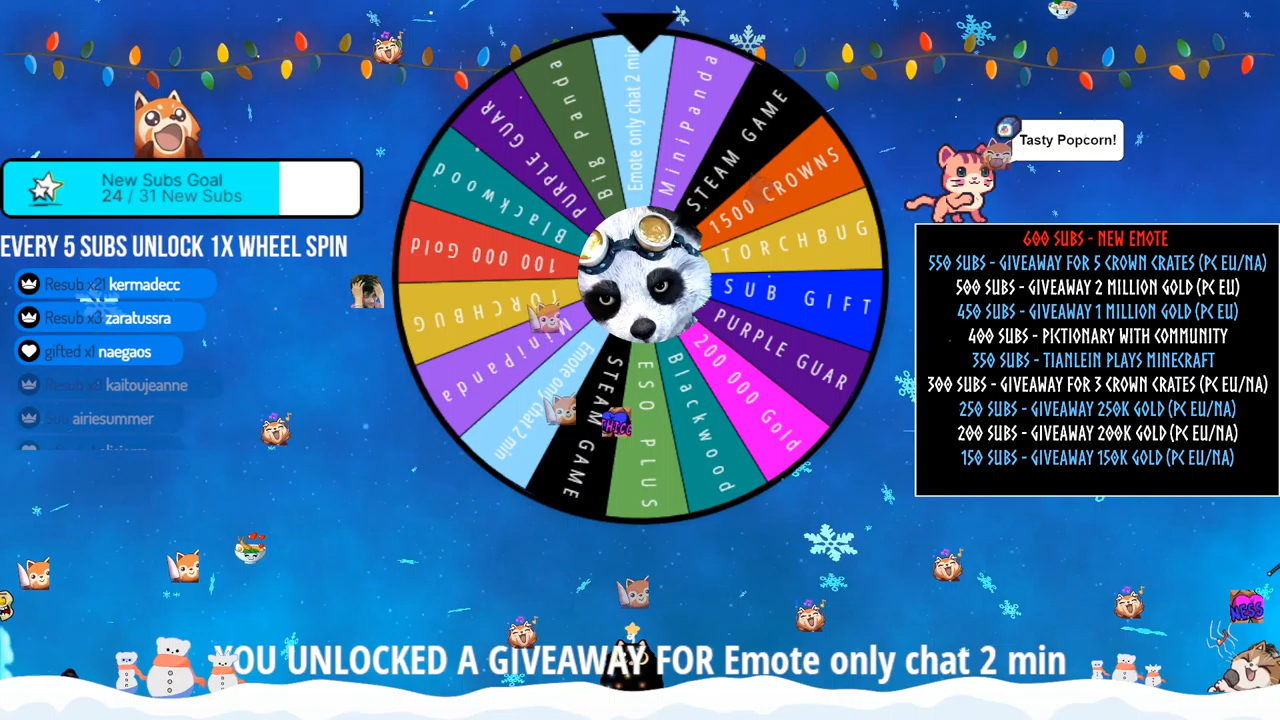 New Subs Goal
24 / 31 New Subs
EVERY 5 SUBS UNLOCK 1X WHEEL SPIN
Resub x21 kermadecc
Resub x3 zaratussra
gifted x1 naegaos
kaitoujeanne
Sub airiesummer
Emote only chat 2 min
MiniPanda
STEAM GAME
1500 CROWNS
TORCHBUG
SUB GIFT
PURPLE GUAR
200 000 Gold
Blackwood
ESO PLUS
STEAM GAME
Emote only chat 2 min
MiniPanda
TORCHBUG
100 000 Gold
Blackwood
PURPLE GUAR
Big Panda
Tasty Popcorn!
600 SUBS - NEW EMOTE
550 SUBS - GIVEAWAY FOR 5 CROWN CRATES (PC EU/NA)
500 SUBS - GIVEAWAY 2 MILLION GOLD (PC EU)
450 SUBS - GIVEAWAY 1 MILLION GOLD (PC EU)
400 SUBS - PICTIONARY WITH COMMUNITY
350 SUBS - TIANLEIN PLAYS MINECRAFT
300 SUBS - GIVEAWAY FOR 3 CROWN CRATES (PC EU/NA)
250 SUBS - GIVEAWAY 250K GOLD (PC EU/NA)
200 SUBS - GIVEAWAY 200K GOLD (PC EU/NA)
150 SUBS - GIVEAWAY 150K GOLD (PC EU/NA)
THICC
NESS
YOU UNLOCKED A GIVEAWAY FOR Emote only chat 2 min